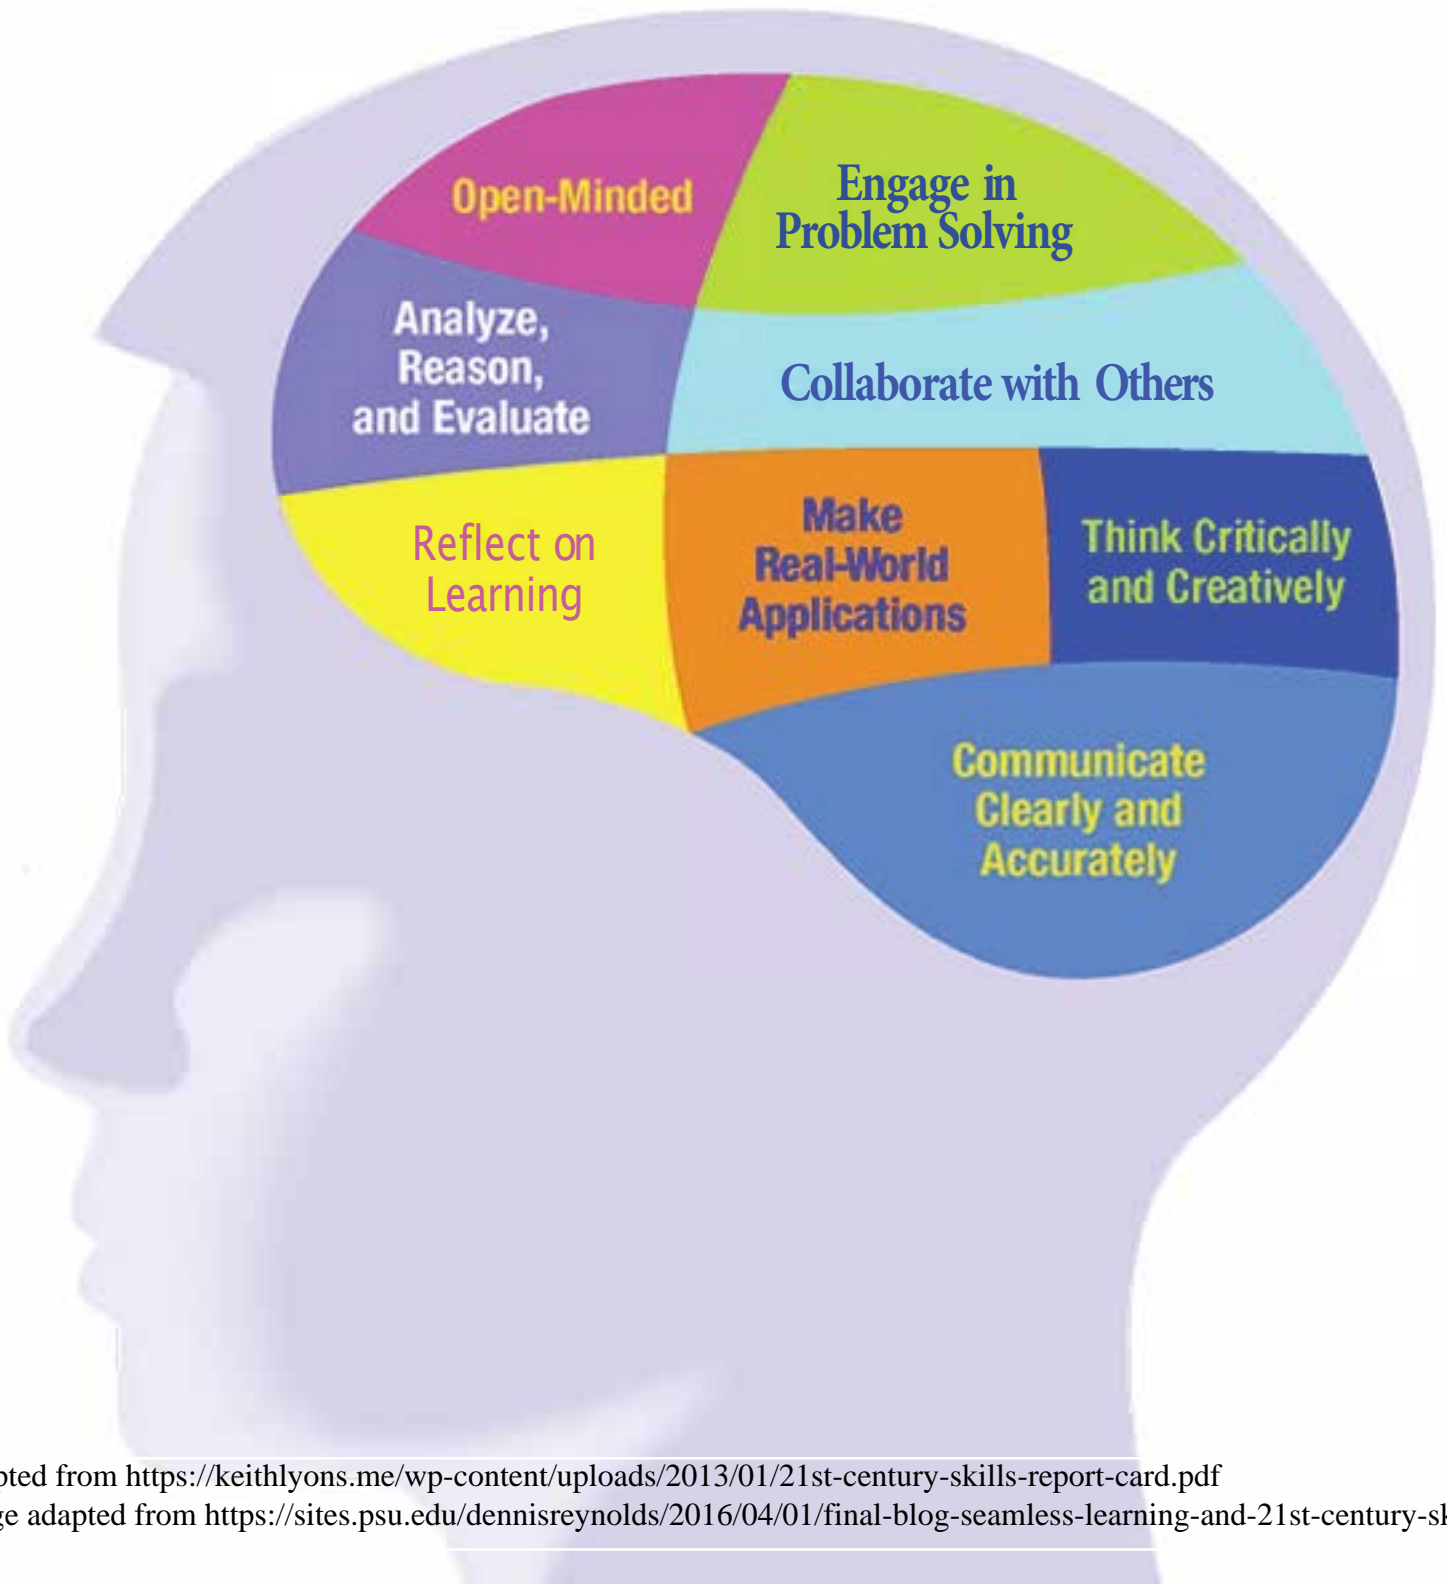 Open-Minded
Engage in
Problem Solving
Analyze,
Reason,
and Evaluate
Collaborate with Others
Reflect on
Learning
Make
Real-World
Applications
Think Critically
and Creatively
Communicate
Clearly and
Accurately
from https://keithlyons.me/wp-content/uploads/2013/01/21st-century-skills-report-card.pdf
adapted from https://sites.psu.edu/dennisreynolds/2016/04/01/final-blog-seamless-learning-and-21st-century-sk